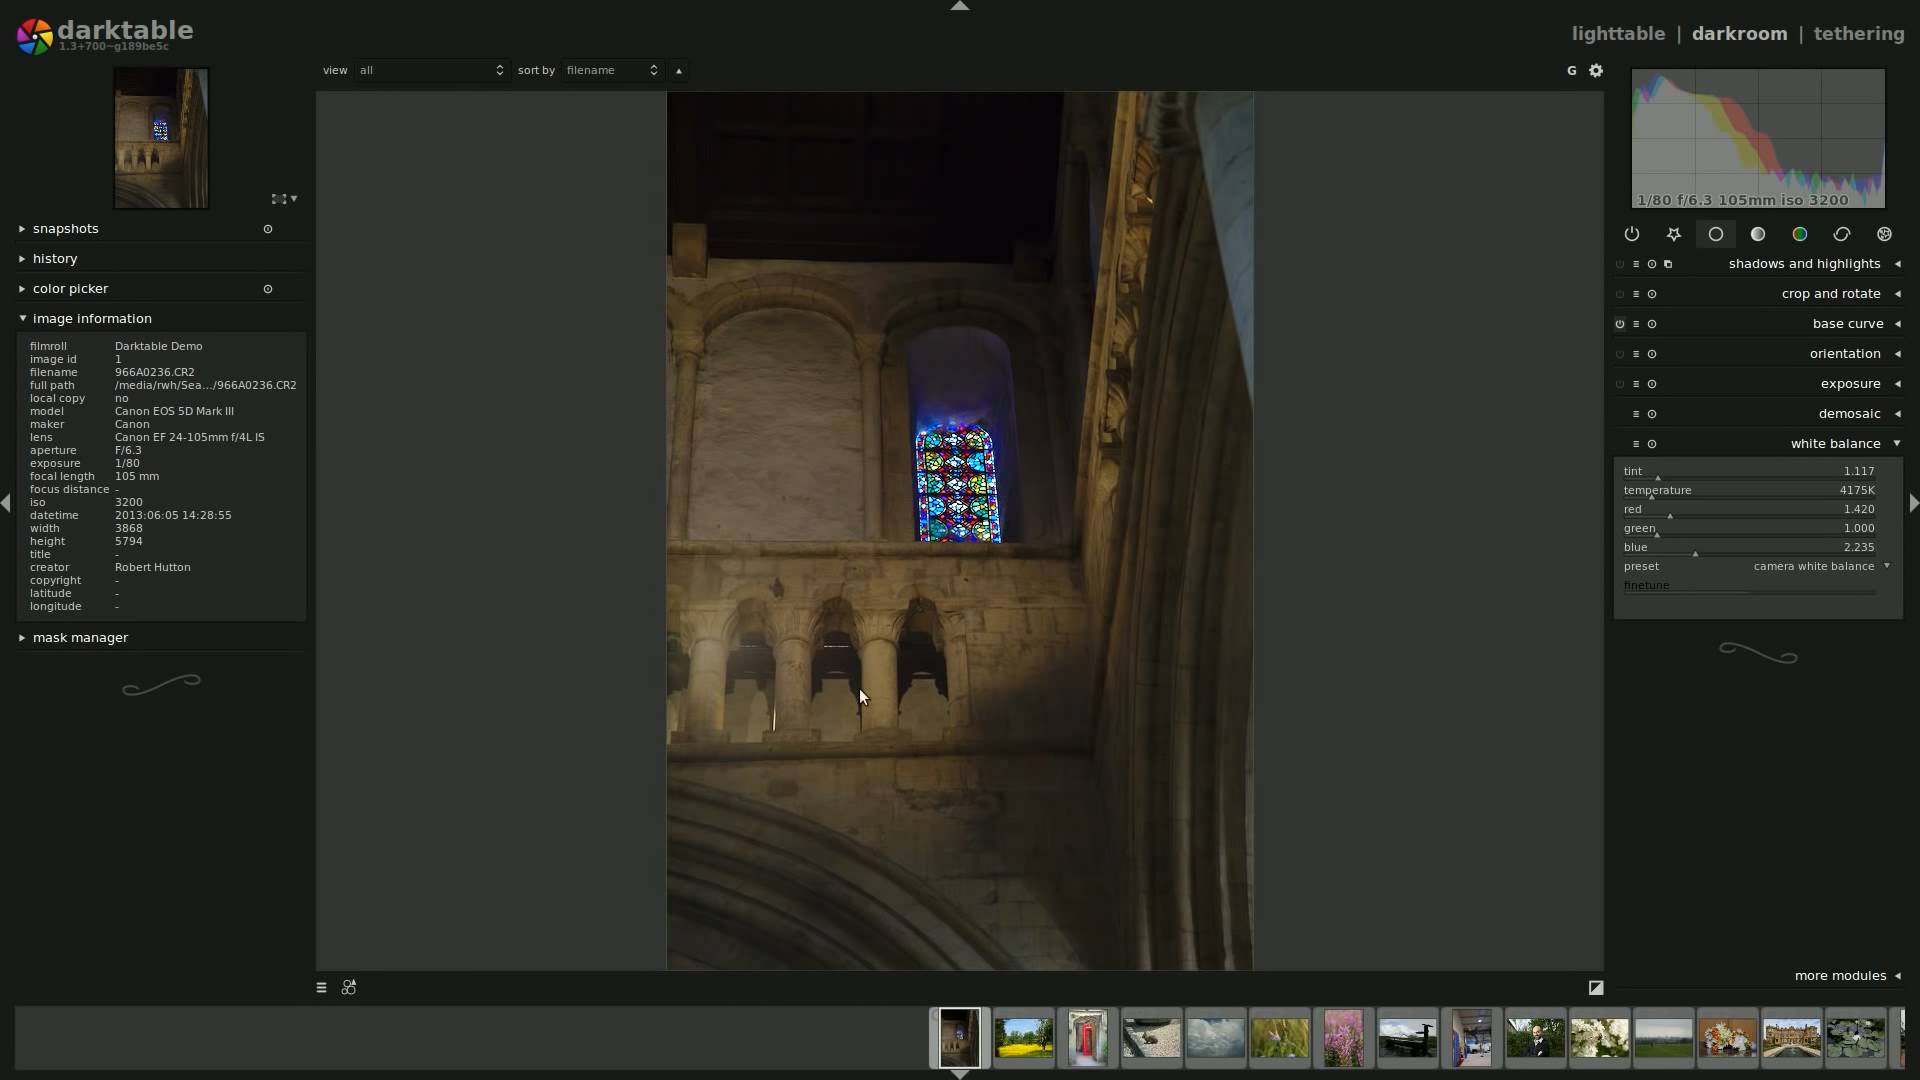 darktable
1.3+700~g189be5c
lighttable | darkroom | tethering
view all sort by filename
G
1/80 f/6.3 105mm iso 3200
snapshots
history
color picker
image information
filmroll Darktable Demo
image id 1
filename 966A0236.CR2
full path /media/rwh/Sea.../966A0236.CR2
local copy no
model Canon EOS 5D Mark III
maker Canon
lens Canon EF 24-105mm f/4L IS
aperture F/6.3
exposure 1/80
focal length 105 mm
focus distance -
iso 3200
datetime 2013:06:05 14:28:55
width 3868
height 5794
title -
creator Robert Hutton
copyright -
latitude -
longitude -
mask manager
shadows and highlights
crop and rotate
base curve
orientation
exposure
demosaic
white balance
tint 1.117
temperature 4175K
red 1.420
green 1.000
blue 2.235
preset camera white balance
finetune
more modules